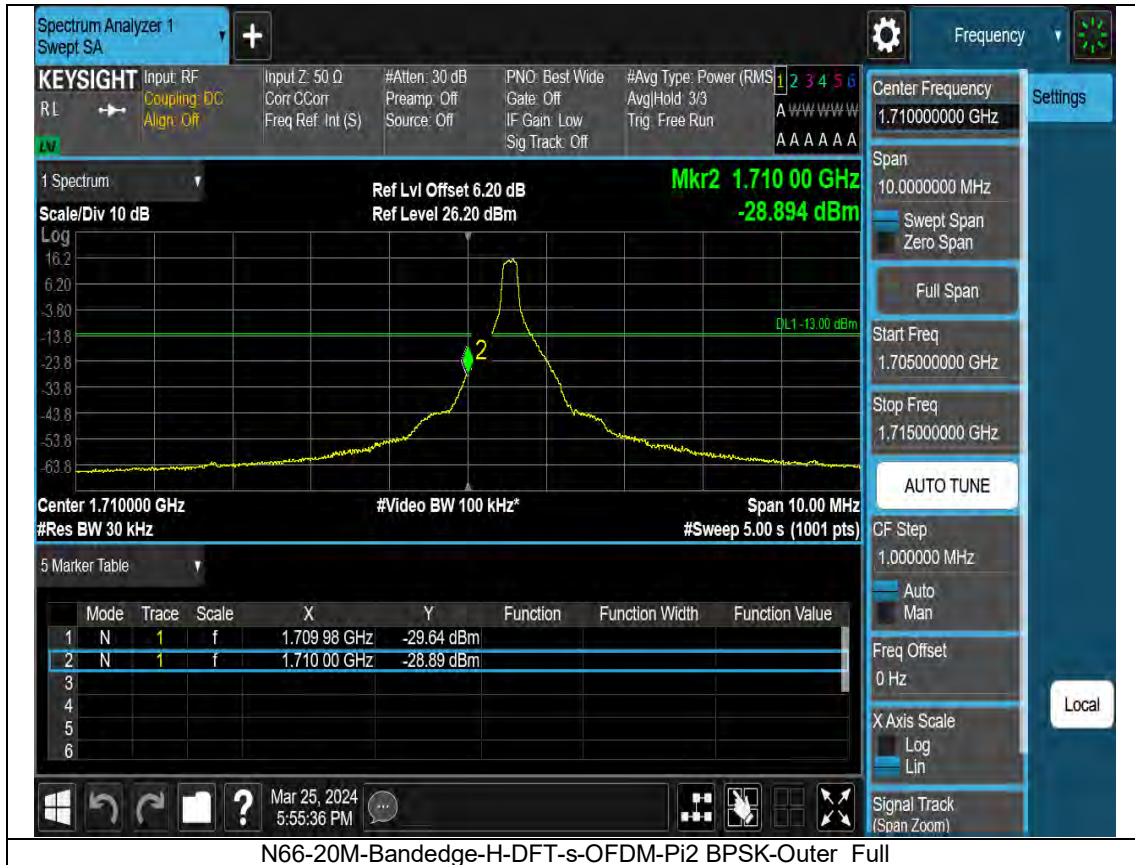 Spectrum Analyzer 1
Swept SA
+
Frequency
KEYSIGHT
RL
Input: RF
Coupling: DC
Align: Off
Input Z: 50 Ω
Corr CCorr
Freq Ref: Int (S)
#Atten: 30 dB
Preamp: Off
Source: Off
PNO: Best Wide
Gate: Off
IF Gain: Low
Sig Track: Off
#Avg Type: Power (RMS
Avg|Hold: 3/3
Trig: Free Run
1 2 3 4 5 6
A W W W W W
A A A A A A
1 Spectrum
Ref Lvl Offset 6.20 dB
Mkr2 1.710 00 GHz
Scale/Div 10 dB
Ref Level 26.20 dBm
-28.894 dBm
Log
16.2
6.20
-3.80
-13.8
-23.8
-33.8
-43.8
-53.8
-63.8
DL1 -13.00 dBm
2
Center 1.710000 GHz
#Video BW 100 kHz*
Span 10.00 MHz
#Res BW 30 kHz
#Sweep 5.00 s (1001 pts)
5 Marker Table
Mode Trace Scale X Y Function Function Width Function Value
1 N 1 f 1.709 98 GHz -29.64 dBm
2 N 1 f 1.710 00 GHz -28.89 dBm
3
4
5
6
?
Mar 25, 2024
5:55:36 PM
Center Frequency
1.710000000 GHz
Settings
Span
10.0000000 MHz
Swept Span
Zero Span
Full Span
Start Freq
1.705000000 GHz
Stop Freq
1.715000000 GHz
AUTO TUNE
CF Step
1.000000 MHz
Auto
Man
Freq Offset
0 Hz
Local
X Axis Scale
Log
Lin
Signal Track
(Span Zoom)
N66-20M-Bandedge-H-DFT-s-OFDM-Pi2 BPSK-Outer_Full